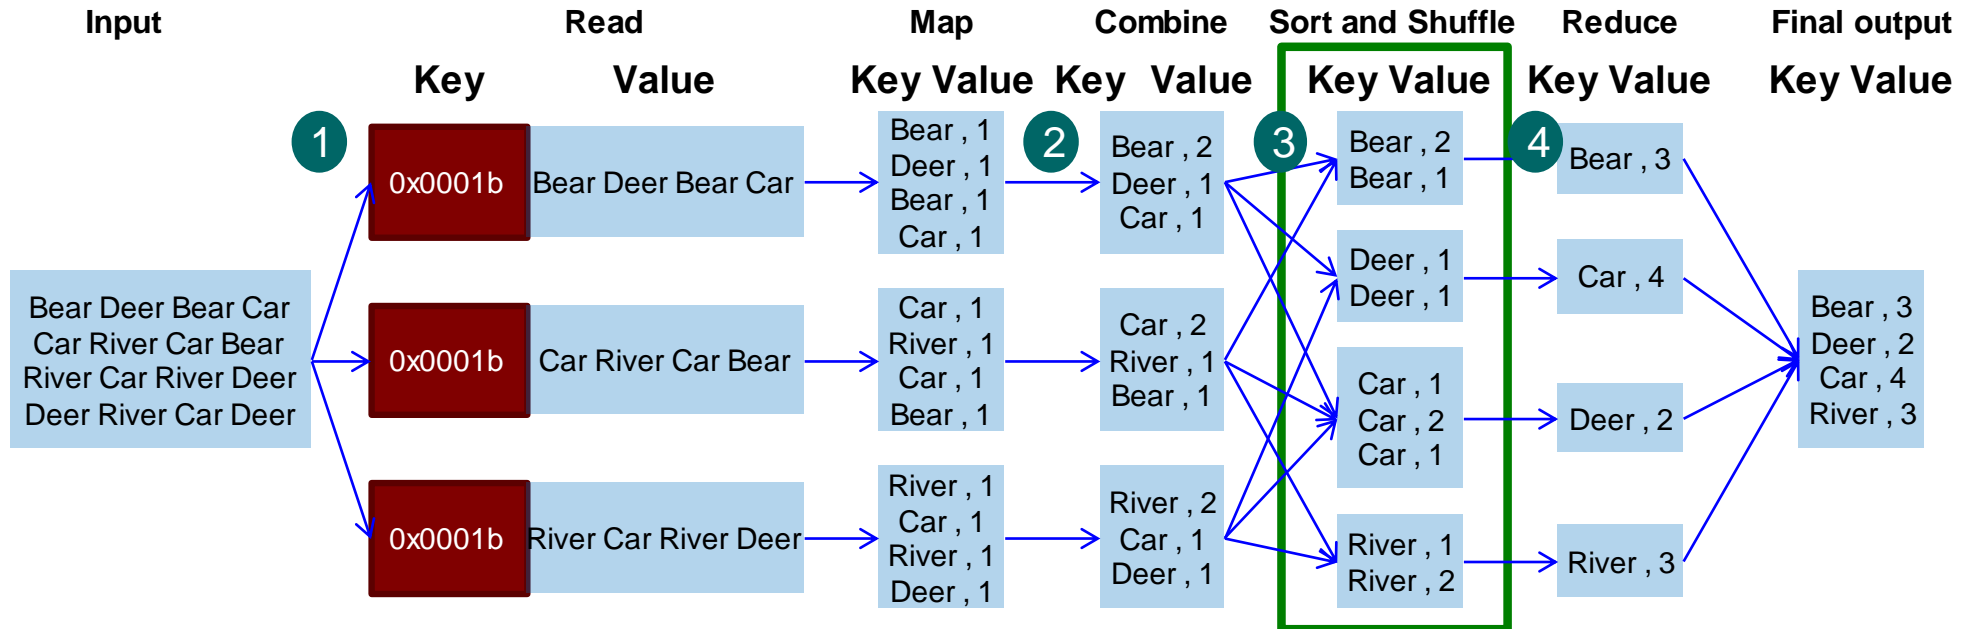 Input
Read
Map
Combine
Sort and Shuffle
Reduce
Final output
Key
Value
Key Value
Key Value
Key Value
Key Value
Key Value
1
2
3
4
Bear Deer Bear Car
Car River Car Bear
River Car River Deer
Deer River Car Deer
0x0001b
Bear Deer Bear Car
0x0001b
Car River Car Bear
0x0001b
River Car River Deer
Bear , 1
Deer , 1
Bear , 1
Car , 1
Car , 1
River , 1
Car , 1
Bear , 1
River , 1
Car , 1
River , 1
Deer , 1
Bear , 2
Deer , 1
Car , 1
Car , 2
River , 1
Bear , 1
River , 2
Car , 1
Deer , 1
Bear , 2
Bear , 1
Deer , 1
Deer , 1
Car , 1
Car , 2
Car , 1
River , 1
River , 2
Bear , 3
Car , 4
Deer , 2
River , 3
Bear , 3
Deer , 2
Car , 4
River , 3